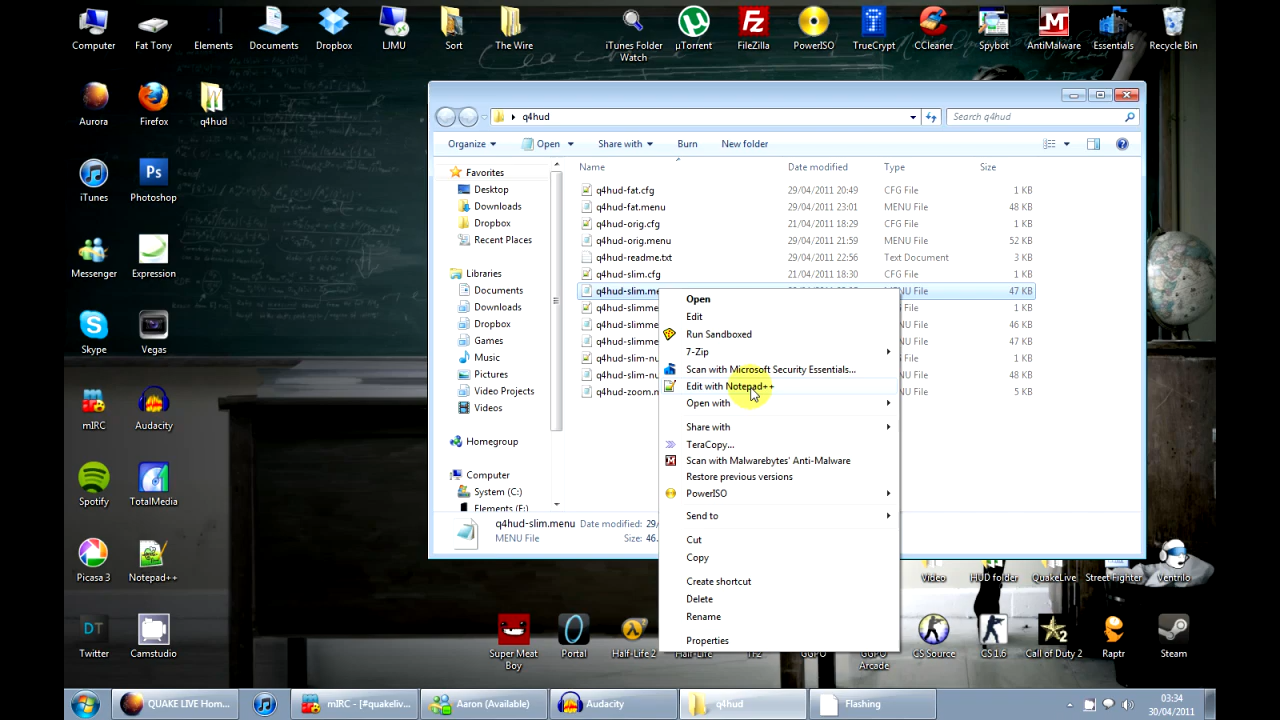 Computer
Fat Tony
Elements
Documents
Dropbox
LJMU
Sort
The Wire
iTunes Folder
Watch
µTorrent
FileZilla
PowerISO
TrueCrypt
CCleaner
Spybot
AntiMalware
Essentials
Recycle Bin
Aurora
Firefox
q4hud
iTunes
Photoshop
Messenger
Expression
Skype
Vegas
mIRC
Audacity
Spotify
TotalMedia
Picasa 3
Notepad++
Twitter
Camstudio
q4hud
Search q4hud
Organize
Open
Share with
Burn
New folder
Favorites
Desktop
Downloads
Dropbox
Recent Places
Libraries
Documents
Downloads
Dropbox
Games
Music
Pictures
Video Projects
Videos
Homegroup
Computer
System (C:)
Elements (F:)
Name Date modified Type Size
q4hud-fat.cfg 29/04/2011 20:49 CFG File 1 KB
q4hud-fat.menu 29/04/2011 23:01 MENU File 48 KB
q4hud-orig.cfg 21/04/2011 18:29 CFG File 1 KB
q4hud-orig.menu 29/04/2011 21:59 MENU File 52 KB
q4hud-readme.txt 29/04/2011 22:56 Text Document 3 KB
q4hud-slim.cfg 21/04/2011 18:30 CFG File 1 KB
q4hud-slim.me NU File 47 KB
q4hud-slimme G File 1 KB
q4hud-slimme NU File 46 KB
q4hud-slimme NU File 47 KB
q4hud-slim-nu G File 1 KB
q4hud-slim-nu NU File 47 KB
q4hud-zoom.m NU File 5 KB
Open
Edit
Run Sandboxed
7-Zip
Scan with Microsoft Security Essentials...
Edit with Notepad++
Open with
Share with
TeraCopy...
Scan with Malwarebytes' Anti-Malware
Restore previous versions
PowerISO
Send to
Cut
Copy
Create shortcut
Delete
Rename
Properties
q4hud-slim.menu Date modified: 29/
MENU File Size: 46.
Video
HUD folder
QuakeLive
Street Fighter
Ventrilo
Super Meat
Boy
Portal
Half-Life 2
GGPO
Arcade
CS Source
CS 1.6
Call of Duty 2
Raptr
Steam
QUAKE LIVE Hom...
mIRC - [#quakeliv...
Aaron (Available)
Audacity
q4hud
Flashing
03:34
30/04/2011